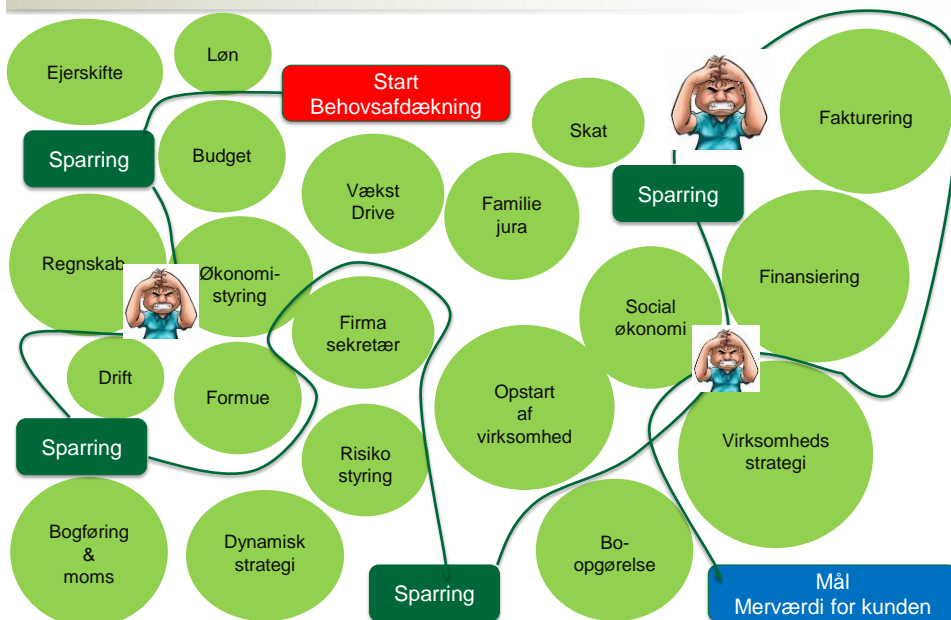 Ejerskifte
Løn
Start
Behovsafdækning
Fakturering
Skat
Sparring
Budget
Vækst
Drive
Familie
jura
Sparring
Regnskab
Økonomi-
styring
Finansiering
Social
økonomi
Firma
sekretær
Drift
Formue
Opstart
af
virksomhed
Sparring
Risiko
styring
Virksomheds
strategi
Bogføring
&
moms
Dynamisk
strategi
Bo-
opgørelse
Sparring
Mål
Merværdi for kunden